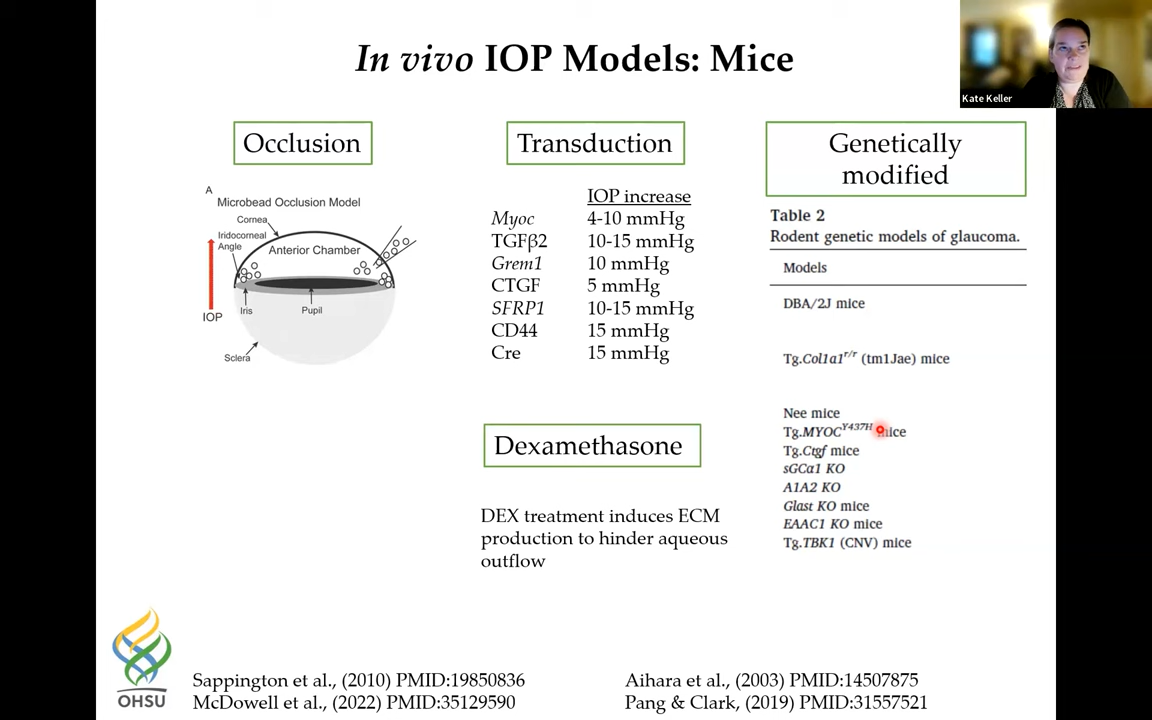 In vivo IOP Models: Mice
Kate Keller
Occlusion
A
Microbead Occlusion Model
Cornea
Iridocorneal
Angle
Anterior Chamber
IOP
Iris
Pupil
Sclera
Transduction
IOP increase
Myoc 4-10 mmHg
TGFβ2 10-15 mmHg
Grem1 10 mmHg
CTGF 5 mmHg
SFRP1 10-15 mmHg
CD44 15 mmHg
Cre 15 mmHg
Dexamethasone
DEX treatment induces ECM
production to hinder aqueous
outflow
Genetically
modified
Table 2
Rodent genetic models of glaucoma.
Models
DBA/2J mice
Tg.Col1a1r/r (tm1Jae) mice
Nee mice
Tg.MYOCY437H mice
Tg.Ctgf mice
sGCα1 KO
A1A2 KO
Glast KO mice
EAAC1 KO mice
Tg.TBK1 (CNV) mice
OHSU
Sappington et al., (2010) PMID:19850836
McDowell et al., (2022) PMID:35129590
Aihara et al., (2003) PMID:14507875
Pang & Clark, (2019) PMID:31557521